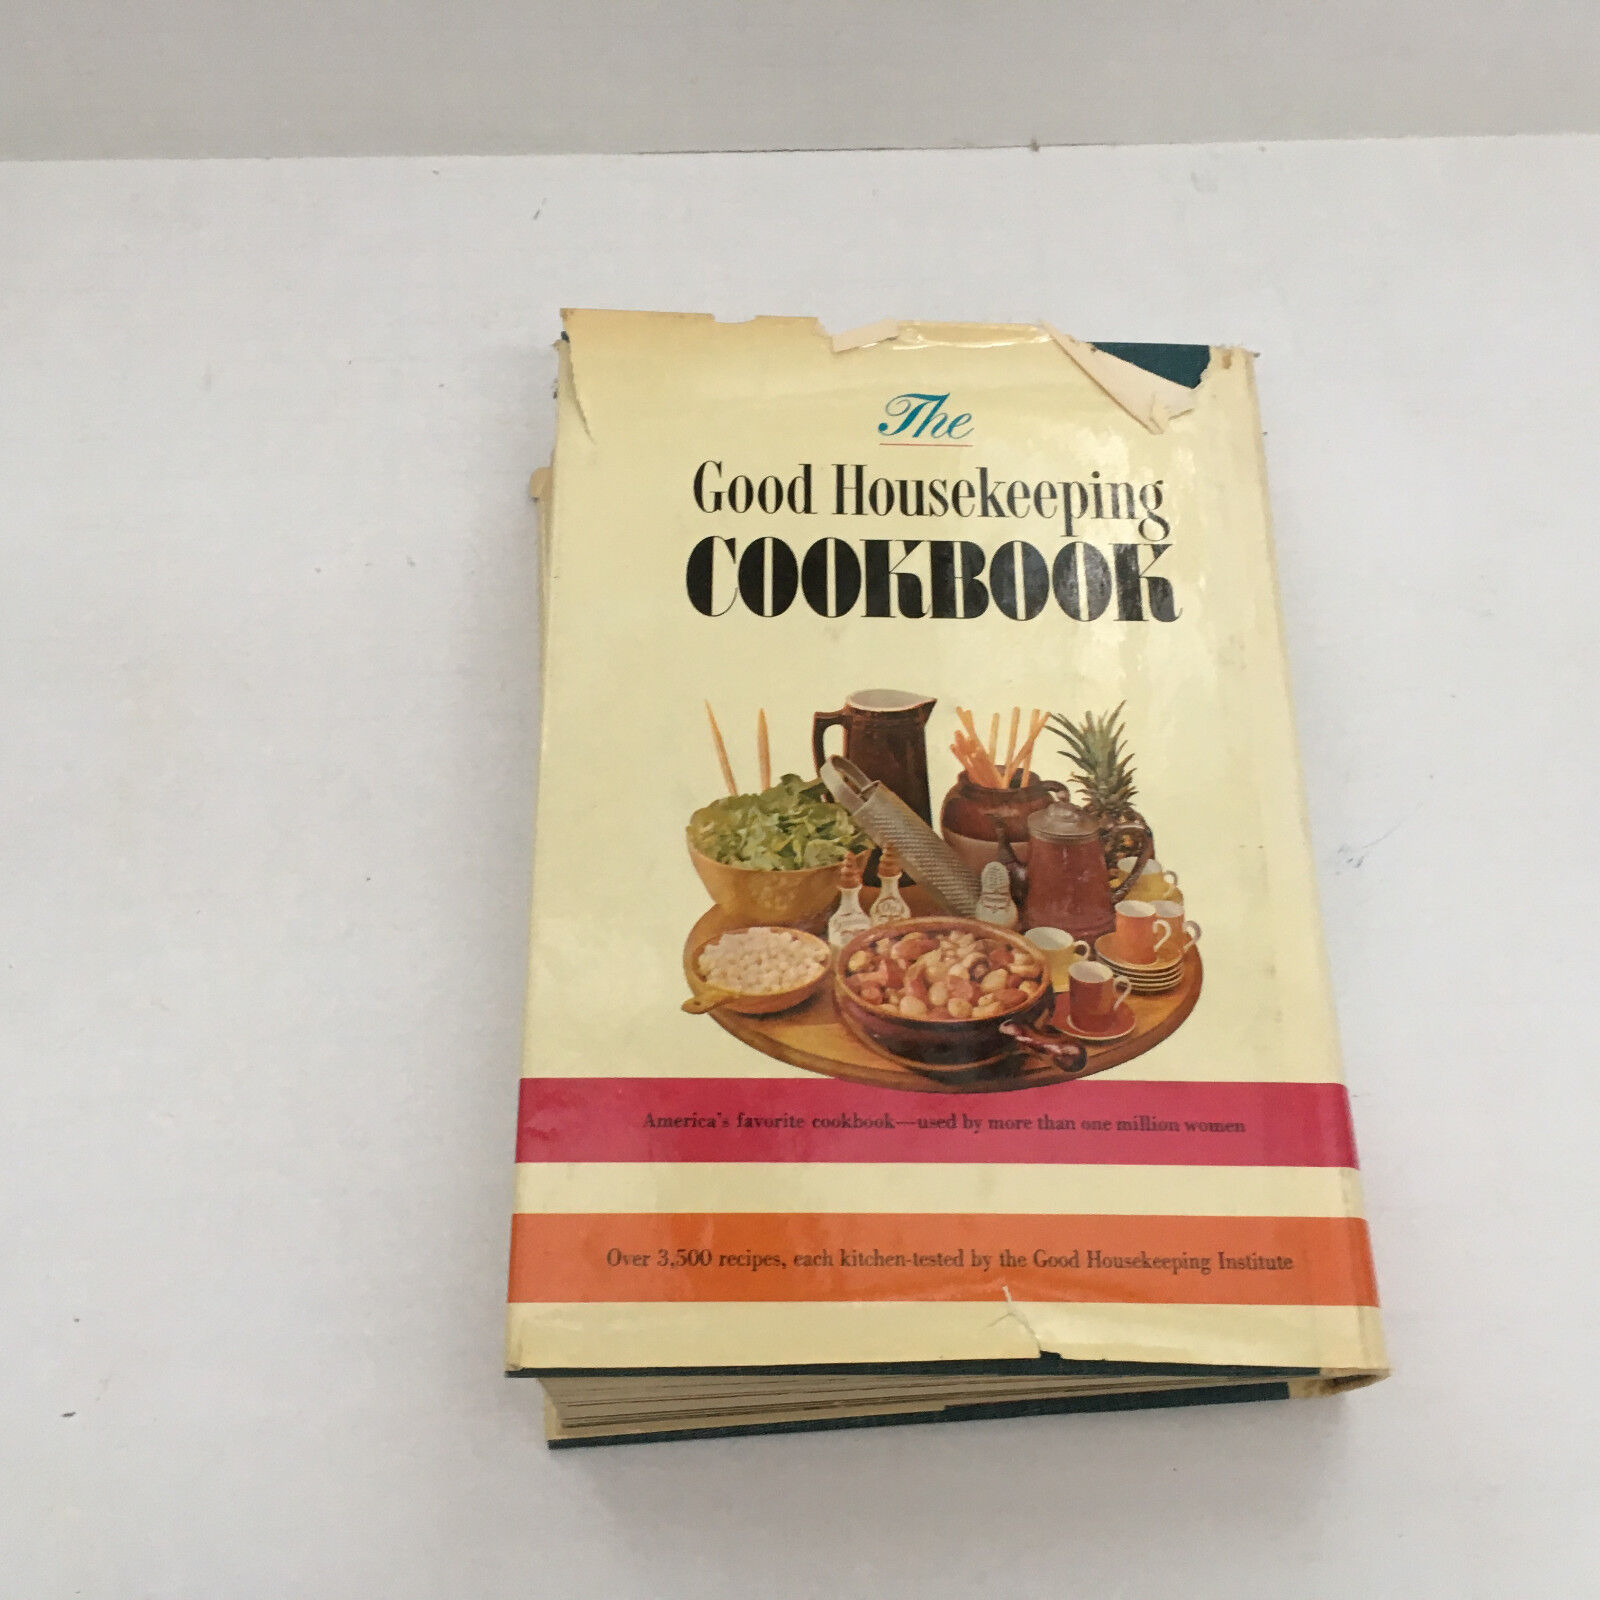 The
Good Housekeeping
COOKBOOK
America's favorite cookbook—used by more than one million women
Over 3,500 recipes, each kitchen-tested by the Good Housekeeping Institute